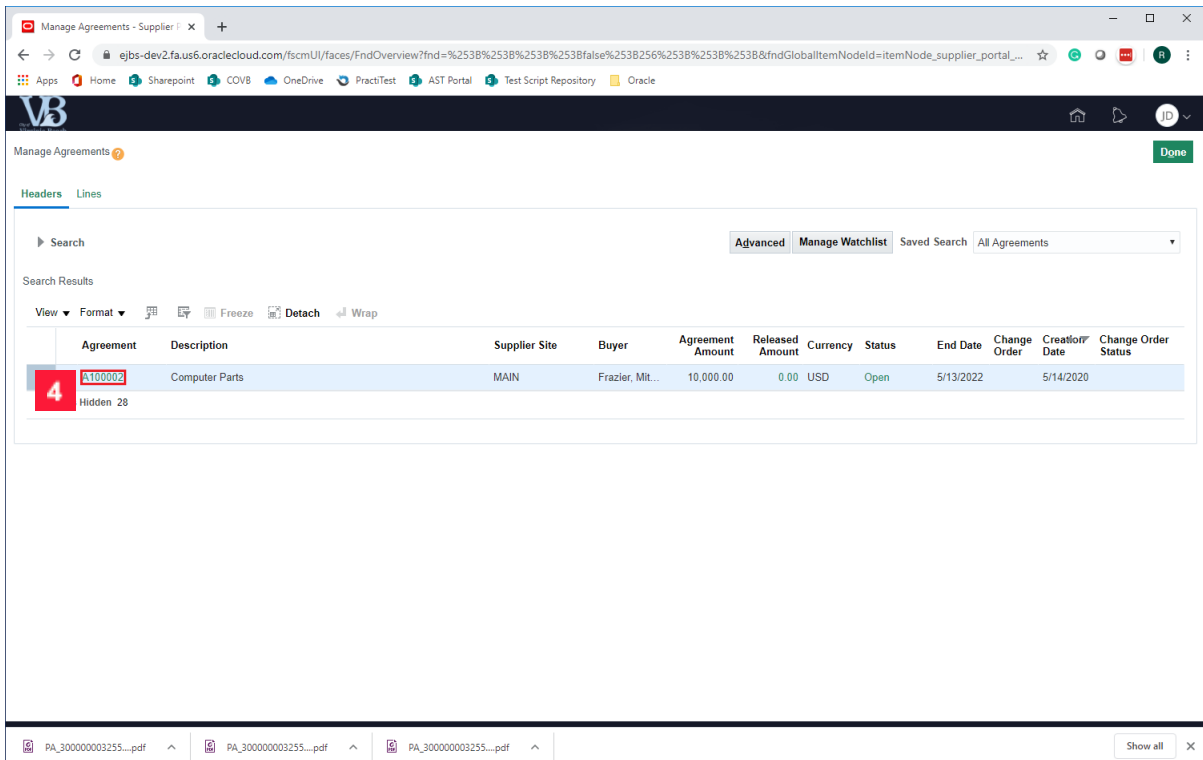 Manage Agreements - Supplier P
ejbs-dev2.fa.us6.oraclecloud.com/fscmUI/faces/FndOverview?fnd=%253B%253B%253B%253Bfalse%253B256%253B%253B%253B&fndGlobalItemNodeId=itemNode_supplier_portal_...
R
Apps Home Sharepoint COVB OneDrive PractiTest AST Portal Test Script Repository Oracle
VB
JD
Manage Agreements ?
Done
Headers Lines
Search
Advanced Manage Watchlist Saved Search All Agreements
Search Results
View Format Freeze Detach Wrap
Agreement Description Supplier Site Buyer Agreement Amount Released Amount Currency Status End Date Change Order Creation Date Change Order Status
4 A100002 Computer Parts MAIN Frazier, Mit... 10,000.00 0.00 USD Open 5/13/2022 5/14/2020
Hidden 28
PA_300000003255....pdf PA_300000003255....pdf PA_300000003255....pdf Show all